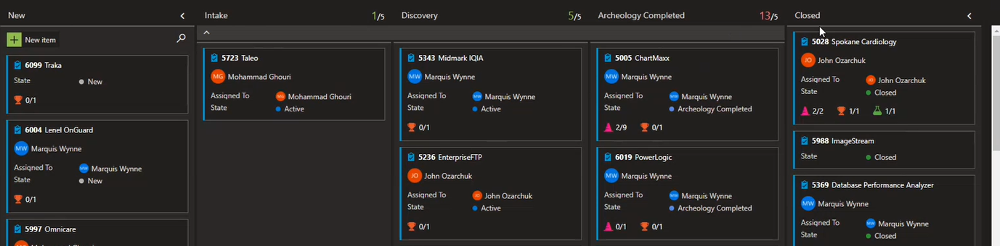 New
New item
6099 Traka
State New
0/1
6004 Lenel OnGuard
MW Marquis Wynne
Assigned To MW Marquis Wynne
State New
0/1
5997 Omnicare
Intake 1/5
5723 Taleo
MG Mohammad Ghouri
Assigned To MG Mohammad Ghouri
State Active
Discovery 5/5
5343 Midmark IQIA
MW Marquis Wynne
Assigned To MW Marquis Wynne
State Active
0/1
5236 EnterpriseFTP
JO John Ozarchuk
Assigned To JO John Ozarchuk
State Active
0/1
Archeology Completed 13/5
5005 ChartMaxx
MW Marquis Wynne
Assigned To MW Marquis Wynne
State Archeology Completed
2/9 0/1
6019 PowerLogic
MW Marquis Wynne
Assigned To MW Marquis Wynne
State Archeology Completed
0/1 0/1
Closed
5028 Spokane Cardiology
JO John Ozarchuk
Assigned To JO John Ozarchuk
State Closed
2/2 1/1 1/1
5988 ImageStream
State Closed
5369 Database Performance Analyzer
MW Marquis Wynne
Assigned To MW Marquis Wynne
State Closed